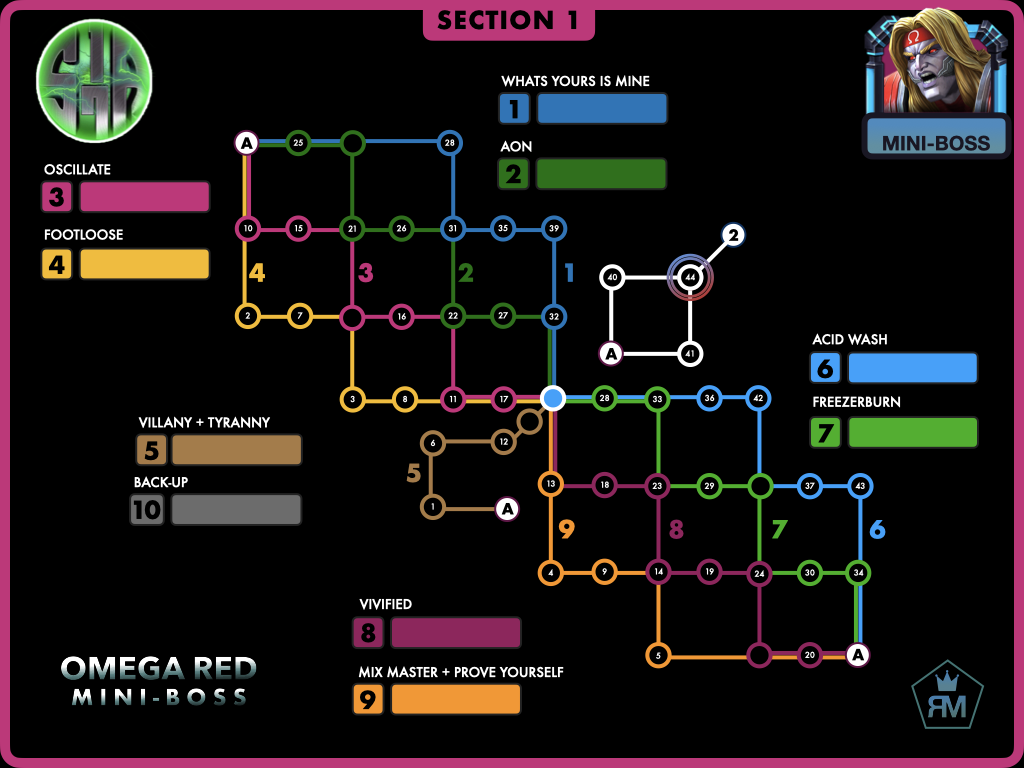 SECTION 1
WHATS YOURS IS MINE
1
AON
2
MINI-BOSS
Ω
OSCILLATE
3
FOOTLOOSE
4
A 25 28
10 15 21 26 31 35 39
4 3 2 1
2 7 16 22 27 32
3 8 11 17 28 33 36 42
2
40 44
A 41
ACID WASH
6
FREEZERBURN
7
VILLANY + TYRANNY
5
BACK-UP
10
6 12
5
1 A
13 18 23 29 37 43
9 8 7 6
4 9 14 19 24 30 34
5 20 A
VIVIFIED
8
MIX MASTER + PROVE YOURSELF
9
OMEGA RED
MINI-BOSS